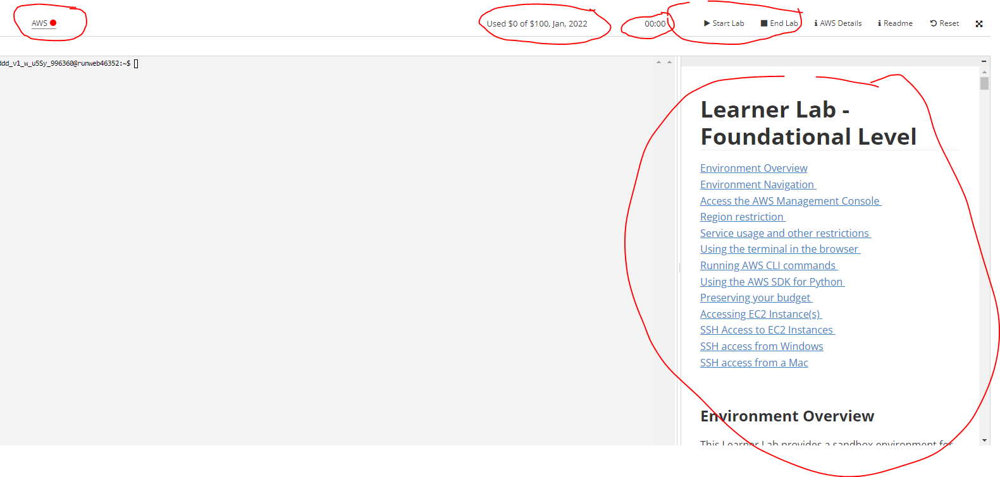 AWS
Used $0 of $100, Jan, 2022
00:00
Start Lab
End Lab
AWS Details
Readme
Reset
ddd_v1_w_u5Sy_996360@runweb46352:~$
Learner Lab -
Foundational Level
Environment Overview
Environment Navigation
Access the AWS Management Console
Region restriction
Service usage and other restrictions
Using the terminal in the browser
Running AWS CLI commands
Using the AWS SDK for Python
Preserving your budget
Accessing EC2 Instance(s)
SSH Access to EC2 Instances
SSH access from Windows
SSH access from a Mac
Environment Overview
This Learner Lab provides a sandbox environment for